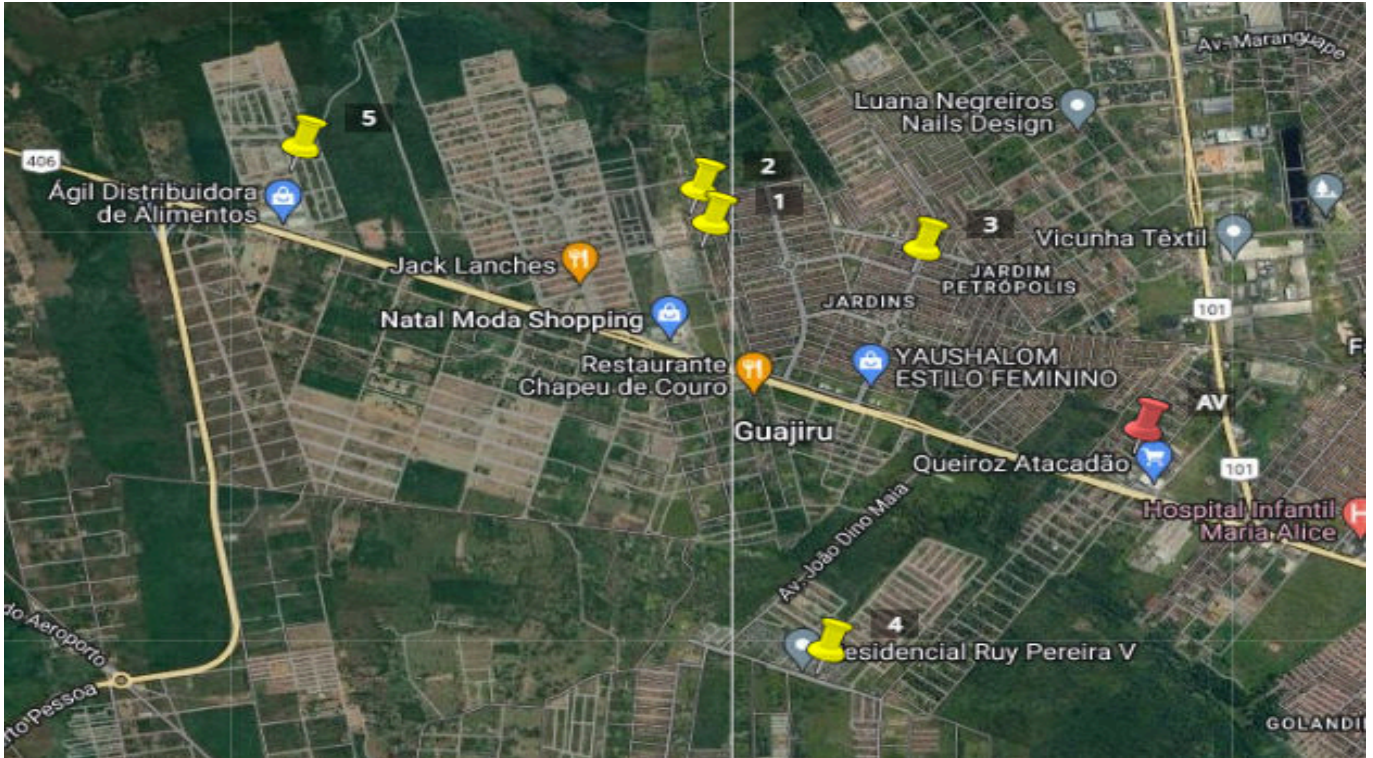 Av. Maranguape
Luana Negreiros
Nails Design
5
406
2
Ágil Distribuidora
de Alimentos
1
3
Vicunha Têxtil
Jack Lanches
JARDIM
PETRÓPOLIS
JARDINS
101
Natal Moda Shopping
F
Restaurante
Chapeu de Couro
YAUSHALOM
ESTILO FEMININO
AV
Guajiru
Queiroz Atacadão
101
Hospital Infantil
Maria Alice
Av. João Dino Maia
4
do Aeroporto
esidencial Ruy Pereira V
rto Pessoa
GOLANDI